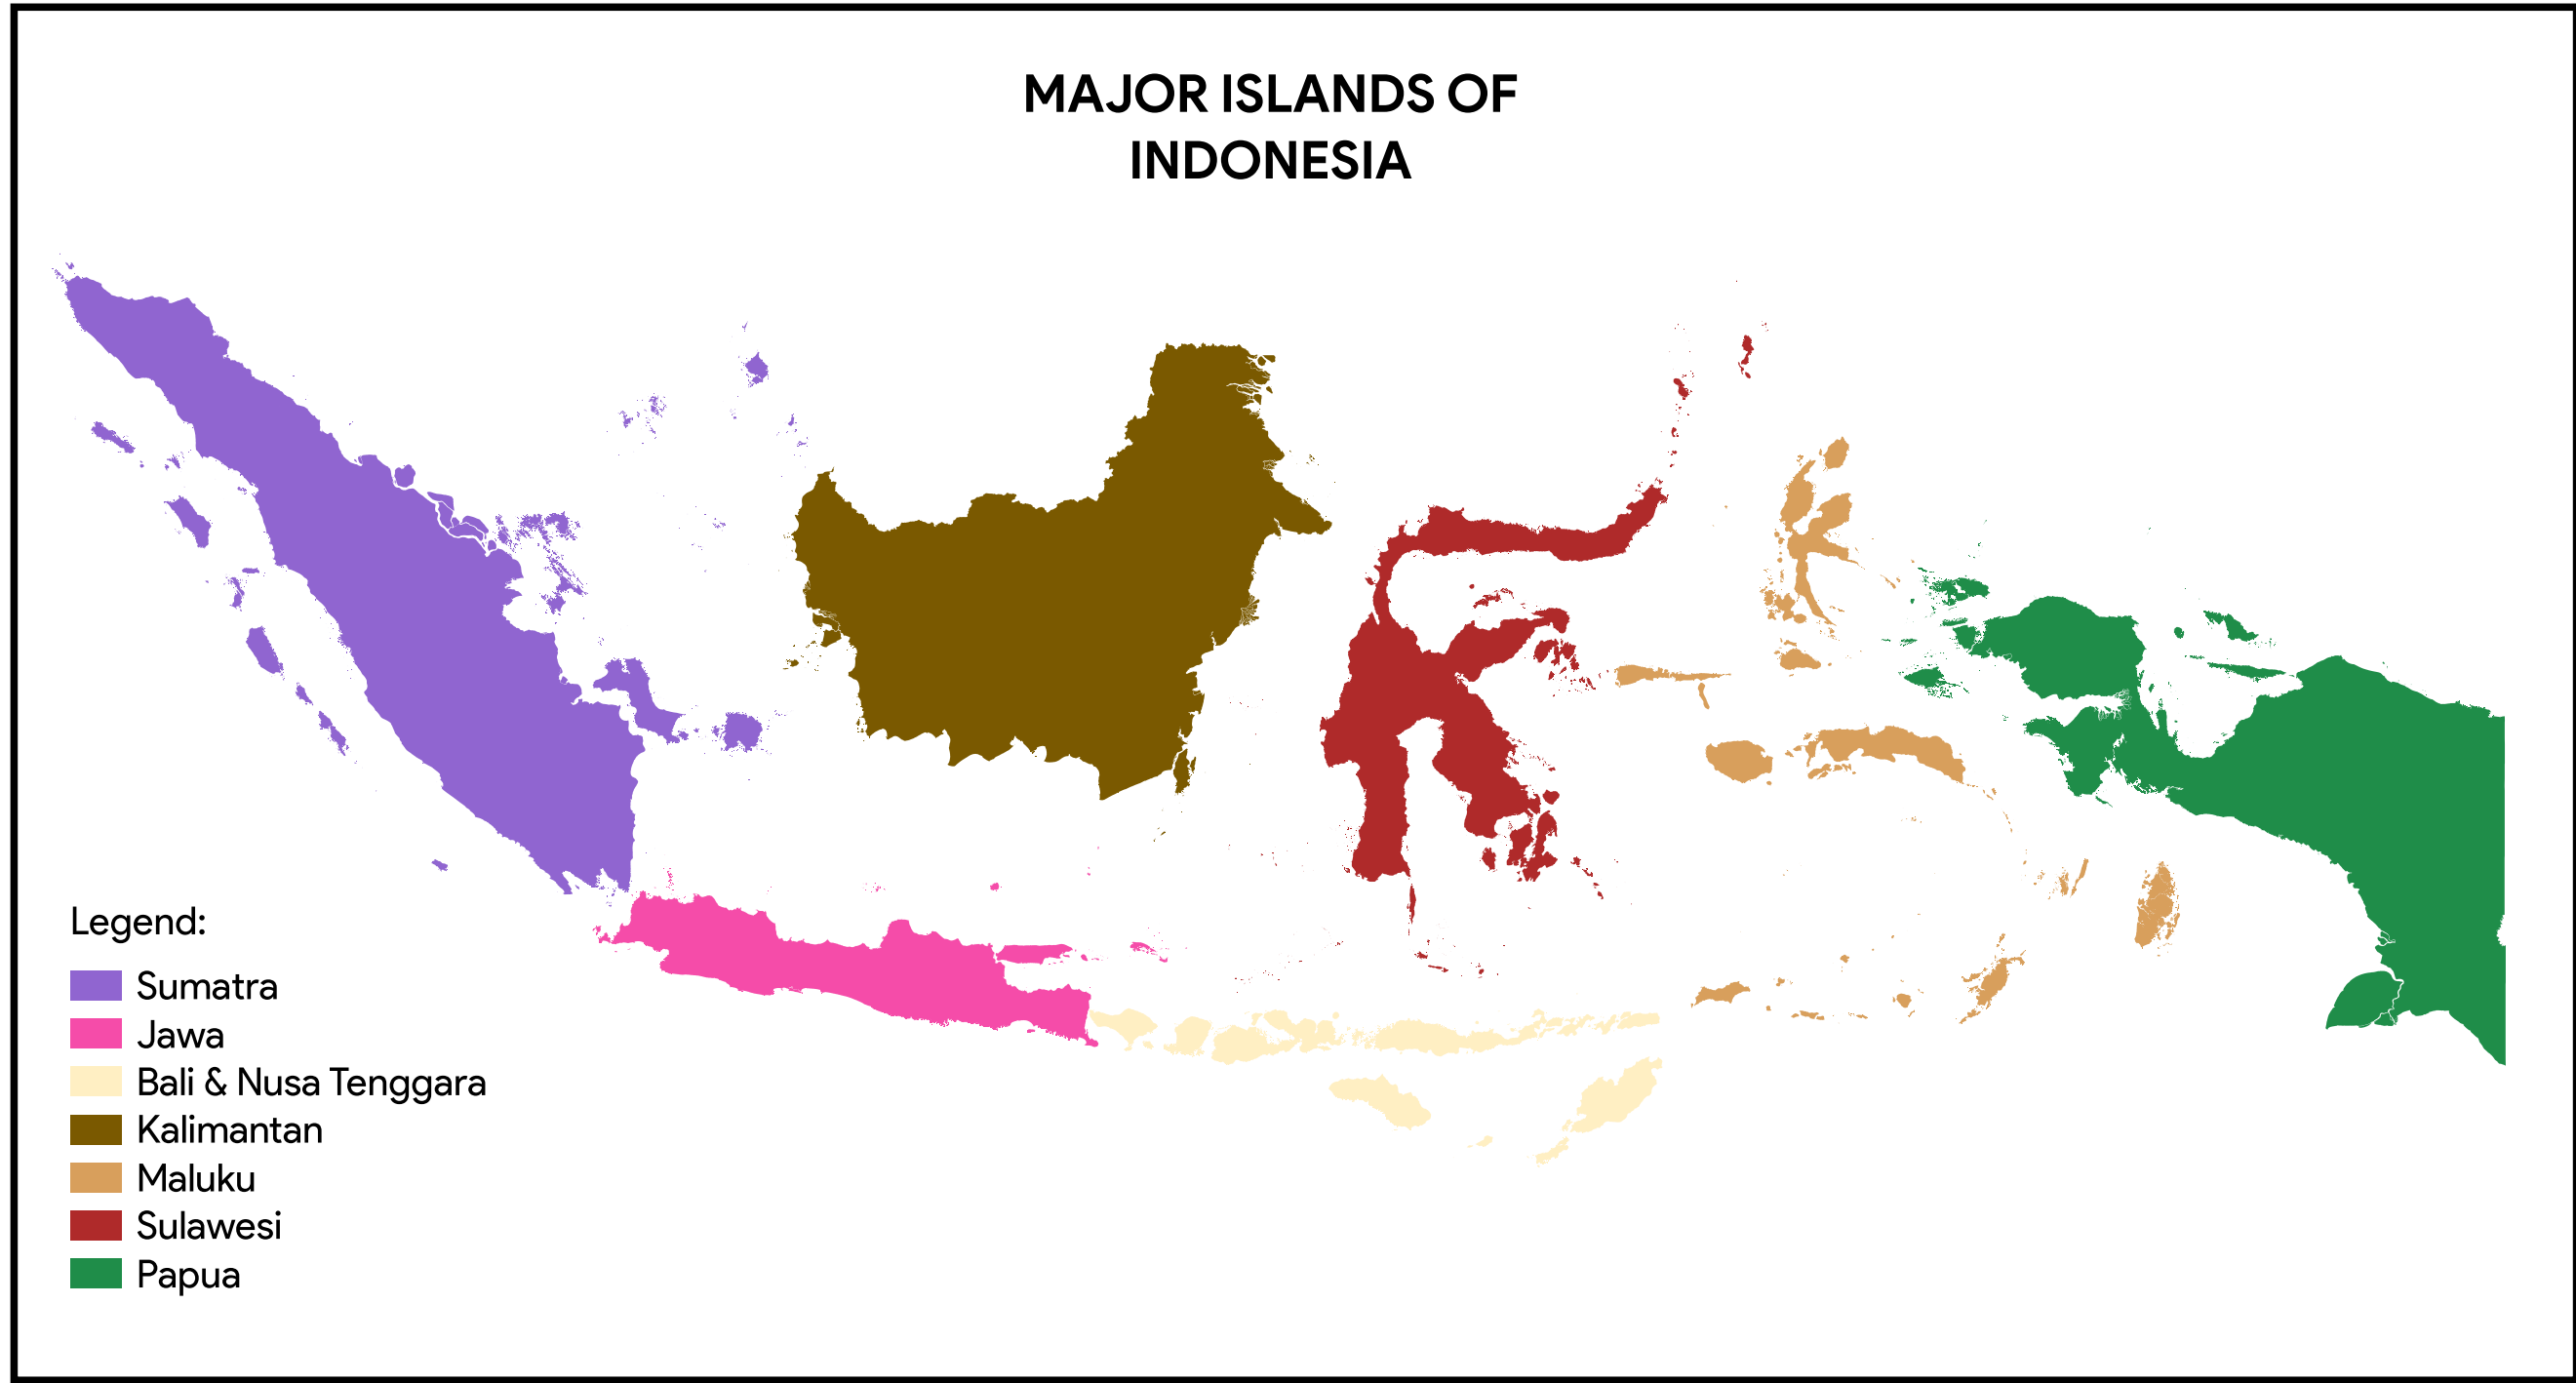 MAJOR ISLANDS OF
INDONESIA
Legend:
Sumatra
Jawa
Bali & Nusa Tenggara
Kalimantan
Maluku
Sulawesi
Papua